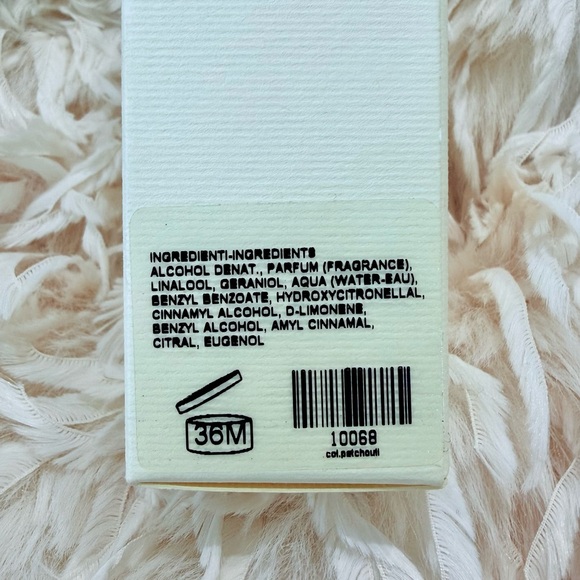 INGREDIENTI-INGREDIENTS
ALCOHOL DENAT., PARFUM (FRAGRANCE),
LINALOOL, GERANIOL, AQUA (WATER-EAU),
BENZYL BENZOATE, HYDROXYCITRONELLAL,
CINNAMYL ALCOHOL, D-LIMONENE,
BENZYL ALCOHOL, AMYL CINNAMAL,
CITRAL, EUGENOL
36M
10068
col.patchouli